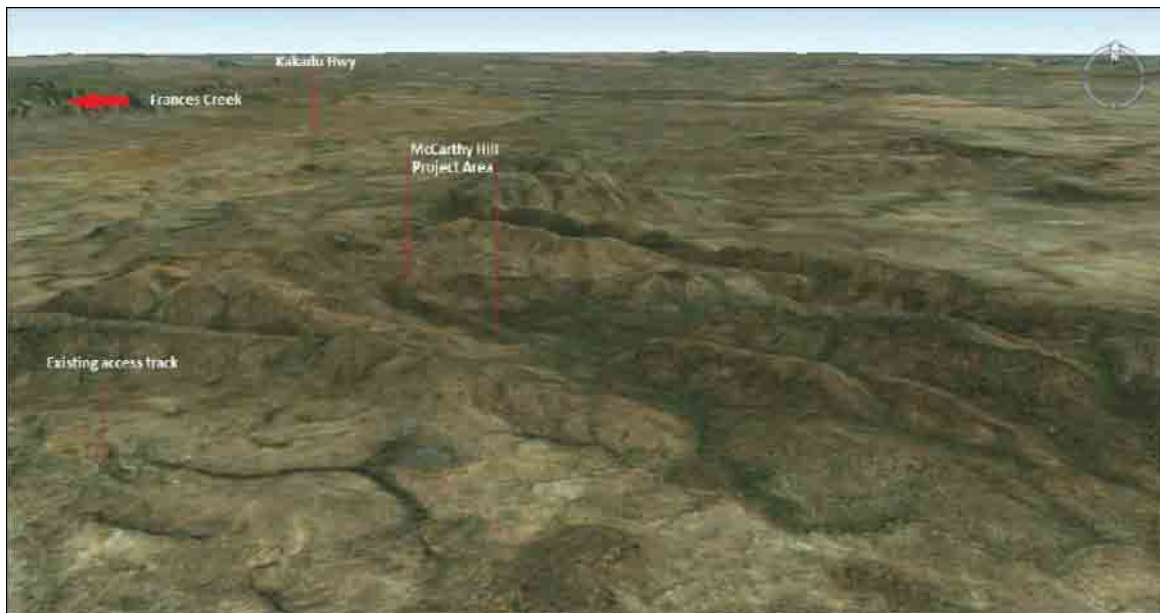 Kakadu Hwy
Frances Creek
McCarthy Hill
Project Area
Existing access track
N